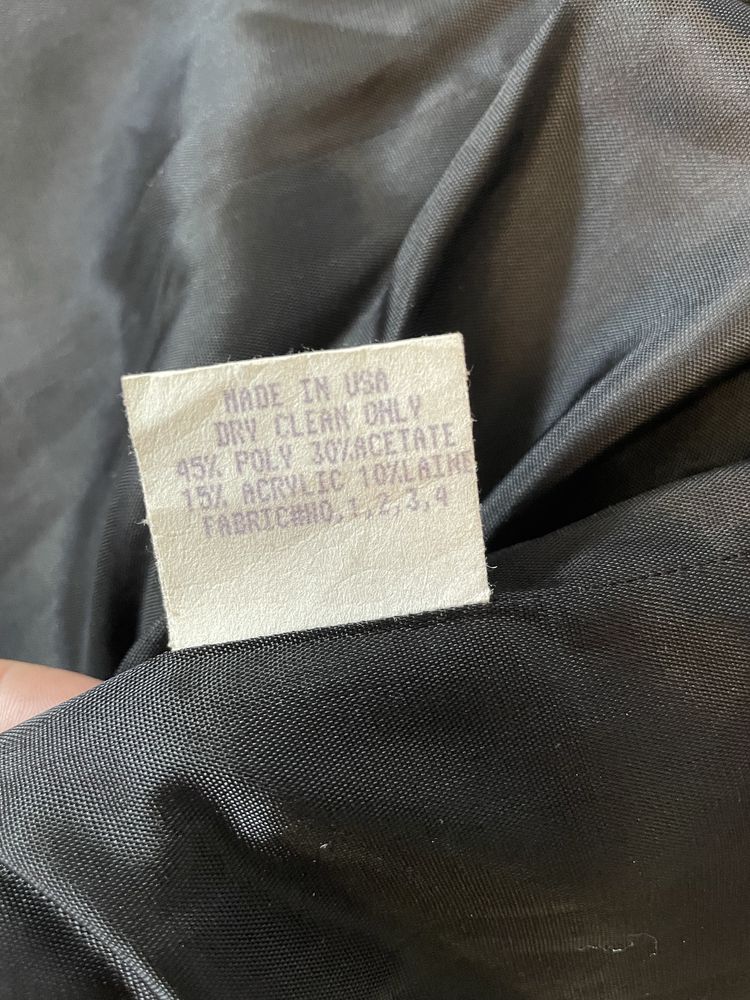 MADE IN USA
DRY CLEAN ONLY
45% POLY 30%ACETATE
15% ACRYLIC 10%LAINE
FABRIC#NO,1,2,3,4